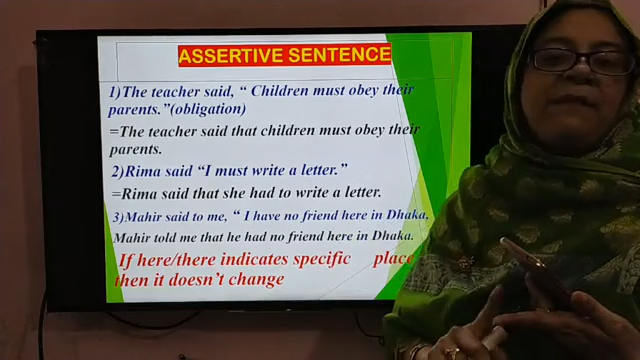 ASSERTIVE SENTENCE
1)The teacher said, “ Children must obey their
parents.”(obligation)
=The teacher said that children must obey their
parents.
2)Rima said “I must write a letter.”
=Rima said that she had to write a letter.
3)Mahir said to me, “ I have no friend here in Dhaka,
Mahir told me that he had no friend here in Dhaka.
If here/there indicates specific place
then it doesn’t change